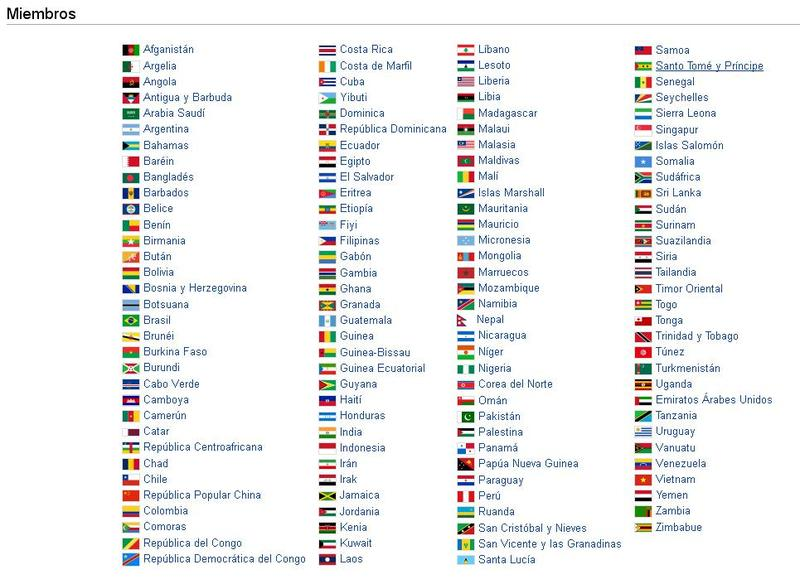 Miembros
Afganistán
Argelia
Angola
Antigua y Barbuda
Arabia Saudí
Argentina
Bahamas
Baréin
Bangladés
Barbados
Belice
Benín
Birmania
Bután
Bolivia
Bosnia y Herzegovina
Botsuana
Brasil
Brunéi
Burkina Faso
Burundi
Cabo Verde
Camboya
Camerún
Catar
República Centroafricana
Chad
Chile
República Popular China
Colombia
Comoras
República del Congo
República Democrática del Congo
Costa Rica
Costa de Marfil
Cuba
Yibuti
Dominica
República Dominicana
Ecuador
Egipto
El Salvador
Eritrea
Etiopía
Fiyi
Filipinas
Gabón
Gambia
Ghana
Granada
Guatemala
Guinea
Guinea-Bissau
Guinea Ecuatorial
Guyana
Haití
Honduras
India
Indonesia
Irán
Irak
Jamaica
Jordania
Kenia
Kuwait
Laos
Líbano
Lesoto
Liberia
Libia
Madagascar
Malaui
Malasia
Maldivas
Malí
Islas Marshall
Mauritania
Mauricio
Micronesia
Mongolia
Marruecos
Mozambique
Namibia
Nepal
Nicaragua
Níger
Nigeria
Corea del Norte
Omán
Pakistán
Palestina
Panamá
Papúa Nueva Guinea
Paraguay
Perú
Ruanda
San Cristóbal y Nieves
San Vicente y las Granadinas
Santa Lucía
Samoa
Santo Tomé y Príncipe
Senegal
Seychelles
Sierra Leona
Singapur
Islas Salomón
Somalia
Sudáfrica
Sri Lanka
Sudán
Surinam
Suazilandia
Siria
Tailandia
Timor Oriental
Togo
Tonga
Trinidad y Tobago
Túnez
Turkmenistán
Uganda
Emiratos Árabes Unidos
Tanzania
Uruguay
Vanuatu
Venezuela
Vietnam
Yemen
Zambia
Zimbabue